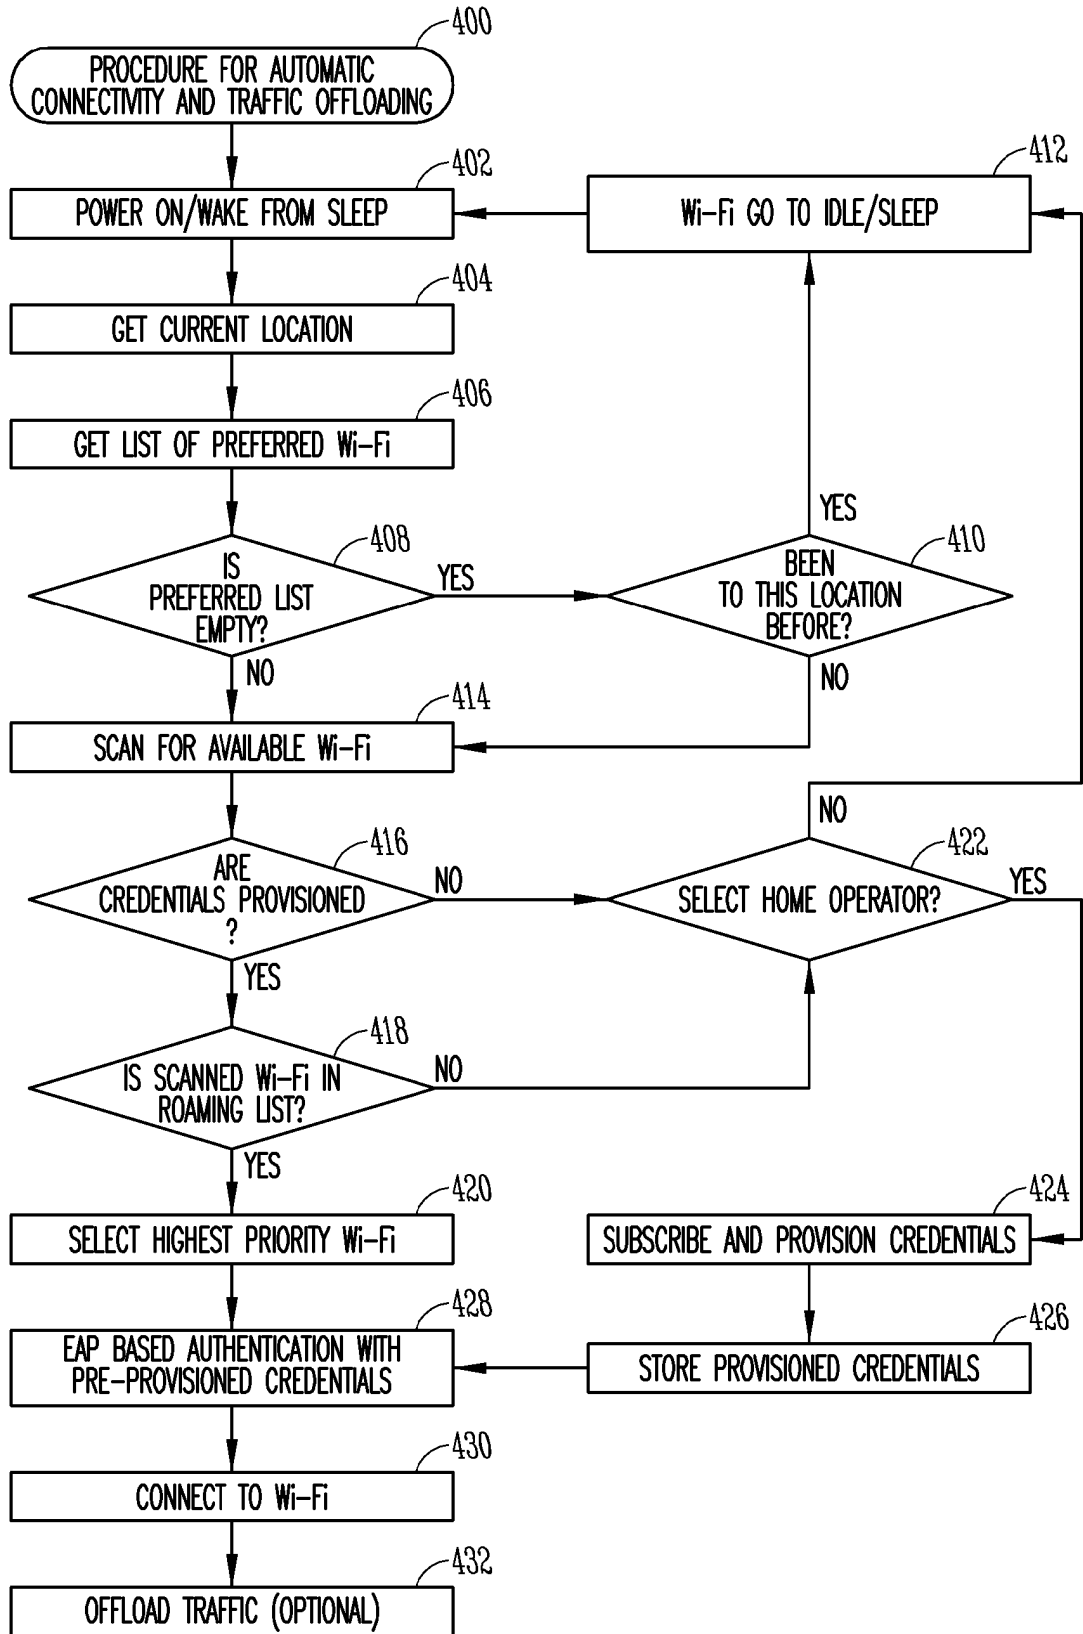 400
PROCEDURE FOR AUTOMATIC
CONNECTIVITY AND TRAFFIC OFFLOADING
402
POWER ON/WAKE FROM SLEEP
412
Wi-Fi GO TO IDLE/SLEEP
404
GET CURRENT LOCATION
406
GET LIST OF PREFERRED Wi-Fi
408
IS
PREFERRED LIST
EMPTY?
YES
NO
410
BEEN
TO THIS LOCATION
BEFORE?
YES
NO
414
SCAN FOR AVAILABLE Wi-Fi
416
ARE
CREDENTIALS PROVISIONED
?
NO
YES
422
SELECT HOME OPERATOR?
NO
YES
418
IS SCANNED Wi-Fi IN
ROAMING LIST?
NO
YES
420
SELECT HIGHEST PRIORITY Wi-Fi
424
SUBSCRIBE AND PROVISION CREDENTIALS
428
EAP BASED AUTHENTICATION WITH
PRE-PROVISIONED CREDENTIALS
426
STORE PROVISIONED CREDENTIALS
430
CONNECT TO Wi-Fi
432
OFFLOAD TRAFFIC (OPTIONAL)